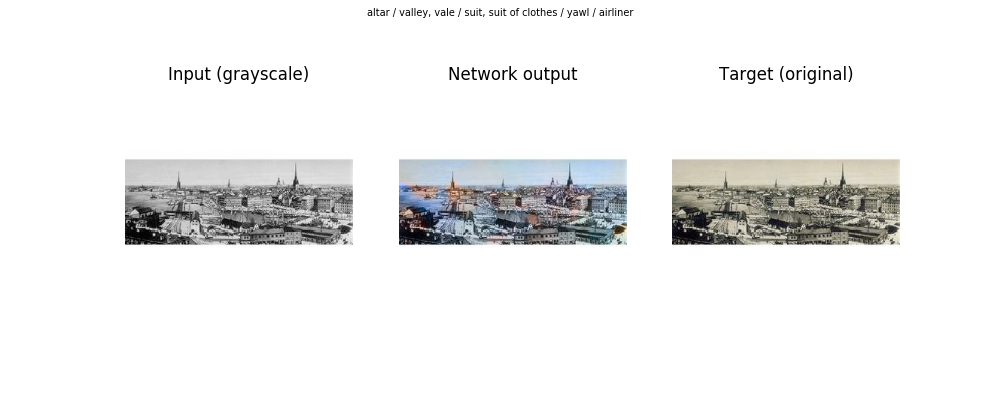 altar / valley, vale / suit, suit of clothes / yawl / airliner
Input (grayscale)
Network output
Target (original)